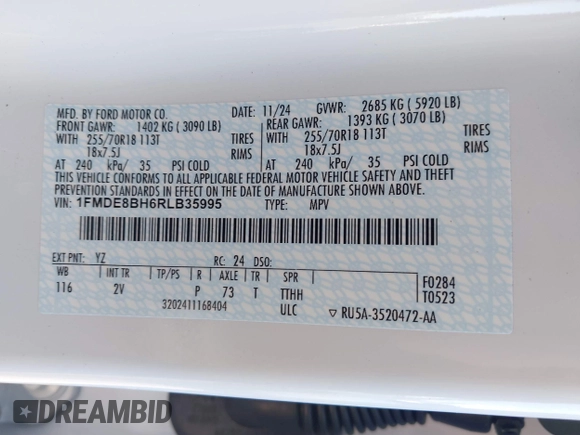 MFD. BY FORD MOTOR CO. DATE: 11/24 GVWR: 2685 KG ( 5920 LB)
FRONT GAWR: 1402 KG ( 3090 LB) REAR GAWR: 1393 KG ( 3070 LB)
WITH 255/70R18 113T TIRES WITH 255/70R18 113T TIRES
18x7.5J RIMS 18x7.5J RIMS
AT 240 kPa/ 35 PSI COLD AT 240 kPa/ 35 PSI COLD
THIS VEHICLE CONFORMS TO ALL APPLICABLE FEDERAL MOTOR VEHICLE SAFETY AND THEFT
PREVENTION STANDARDS IN EFFECT ON THE DATE OF MANUFACTURE SHOWN ABOVE.
VIN: 1FMDE8BH6RLB35995 TYPE: MPV
EXT PNT: YZ RC: 24 DSO:
WB INT TR TP/PS R AXLE TR SPR F0284
116 2V P 73 T TTHH T0523
3202411168404 ULC ▽ RU5A-3520472-AA
DREAMBID